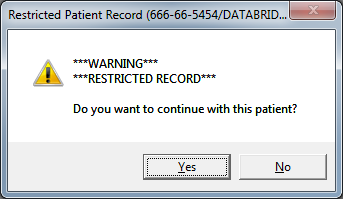 Restricted Patient Record (666-66-5454/DATABRID...
***WARNING***
***RESTRICTED RECORD***
Do you want to continue with this patient?
Yes
No